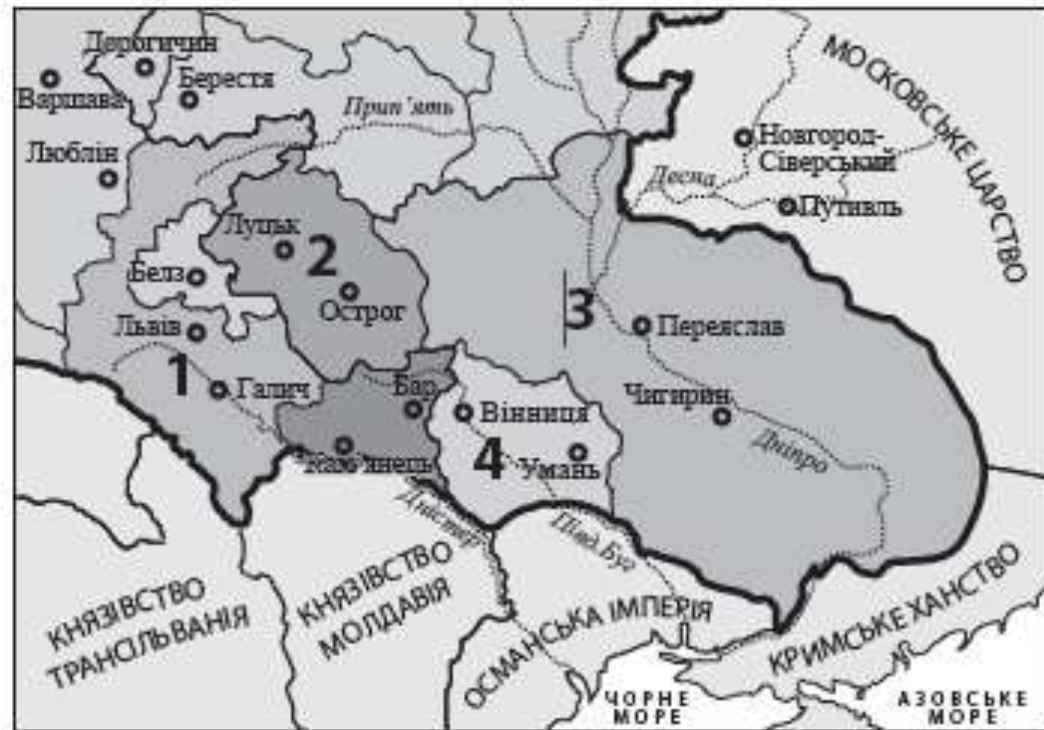 Дорогичин
Варшава
Берестя
Прип'ять
МОСКОВСЬКЕ ЦАРСТВО
Новгород-
Сіверський
Люблін
Десна
Путивль
Луцьк
2
Белз
Острог
3
Львів
Переяслав
1
Галич
Бар
Вінниця
Чигирин
4
Кам'янець
Умань
Дніпро
Дністер
Півд.Буг
КНЯЗІВСТВО
ТРАНСІЛЬВАНІЯ
КНЯЗІВСТВО
МОЛДАВІЯ
ОСМАНСЬКА ІМПЕРІЯ
КРИМСЬКЕ ХАНСТВО
ЧОРНЕ
МОРЕ
АЗОВСЬКЕ
МОРЕ